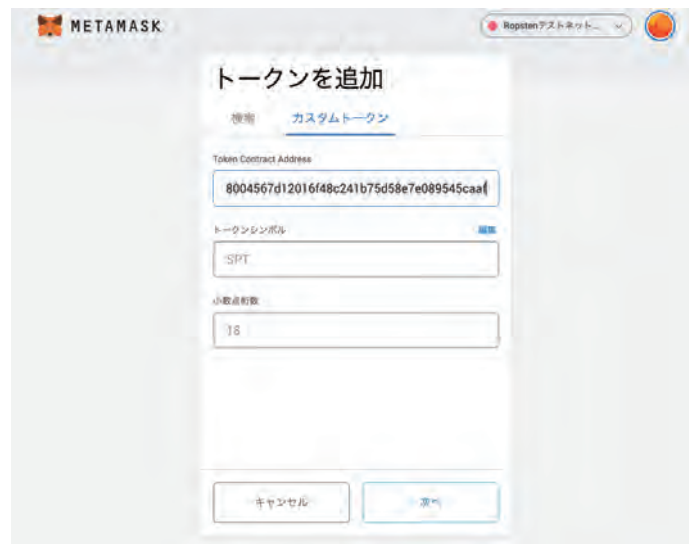 METAMASK
Ropstenテストネット...
トークンを追加
検索
カスタムトークン
Token Contract Address
8004567d12016f48c241b75d58e7e089545caaf
トークンシンボル
編集
SPT
小数点桁数
18
キャンセル
次へ